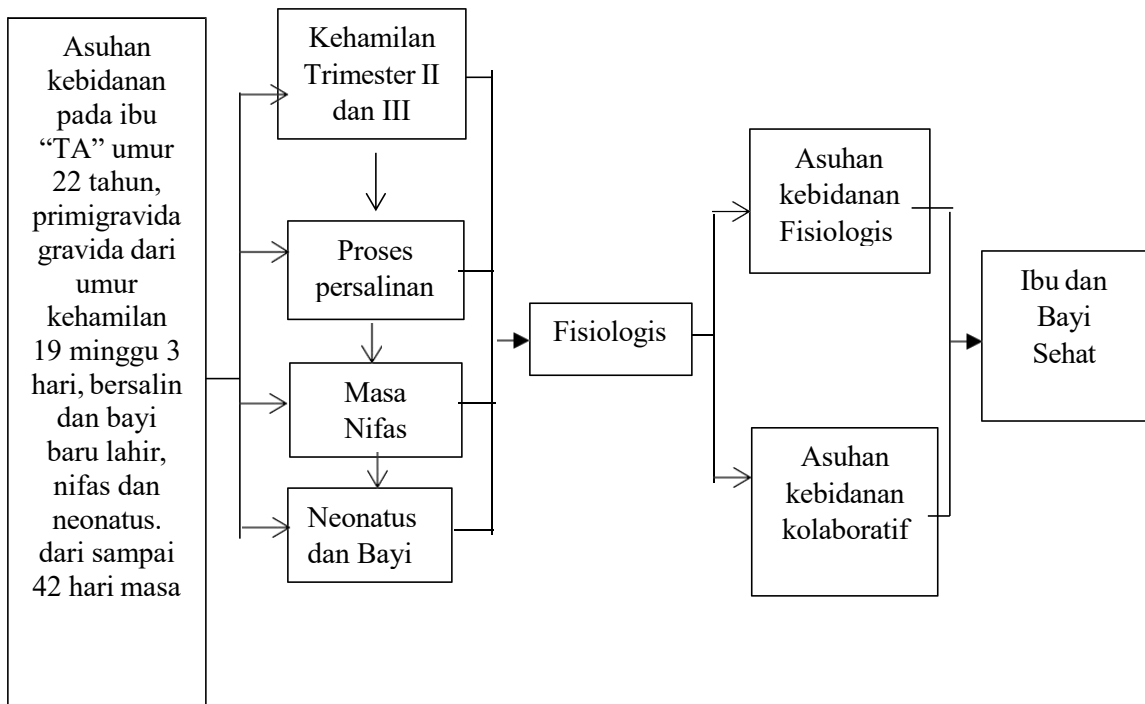 Asuhan
kebidanan
pada ibu
“TA” umur
22 tahun,
primigravida
gravida dari
umur
kehamilan
19 minggu 3
hari, bersalin
dan bayi
baru lahir,
nifas dan
neonatus.
dari sampai
42 hari masa
Kehamilan
Trimester II
dan III
Proses
persalinan
Masa
Nifas
Neonatus
dan Bayi
Fisiologis
Asuhan
kebidanan
Fisiologis
Asuhan
kebidanan
kolaboratif
Ibu dan
Bayi
Sehat